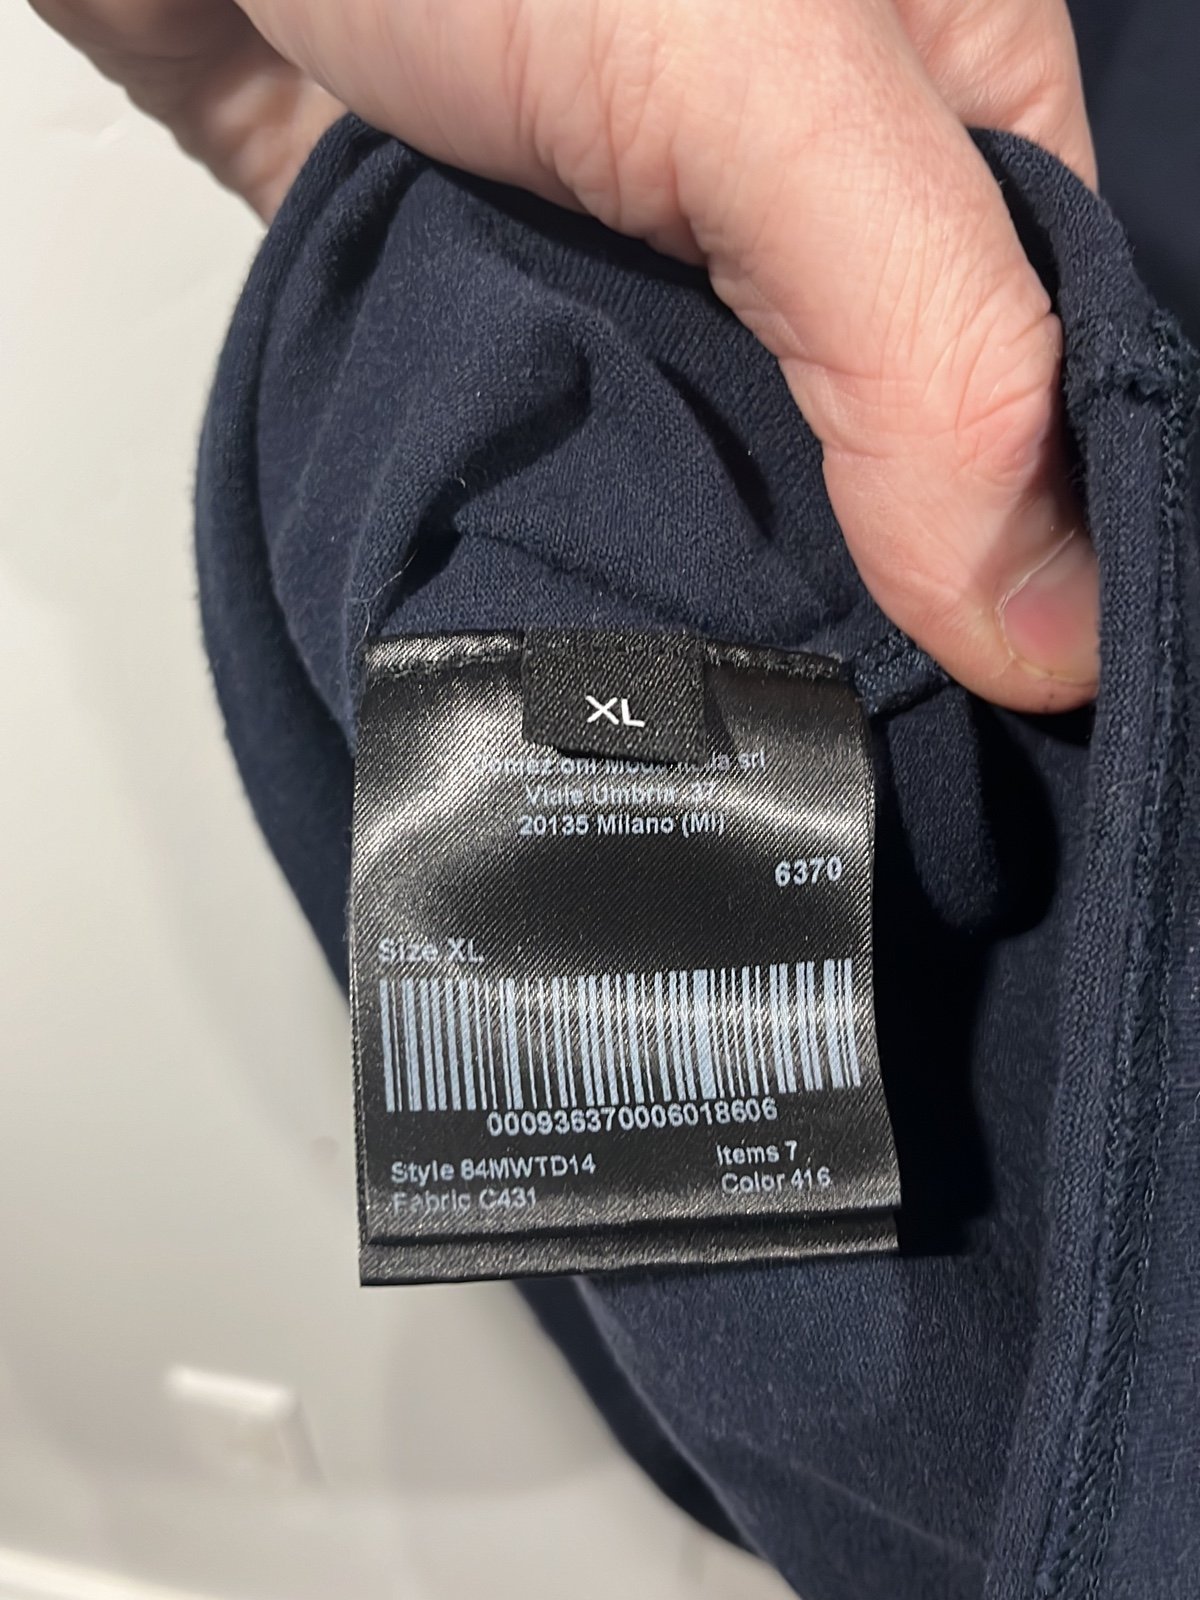 XL
srl
Viale Umbria 37
20135 Milano (MI)
6370
Size XL
000936370006018606
Style 84MWTD14
Items 7
Fabric C431
Color 416